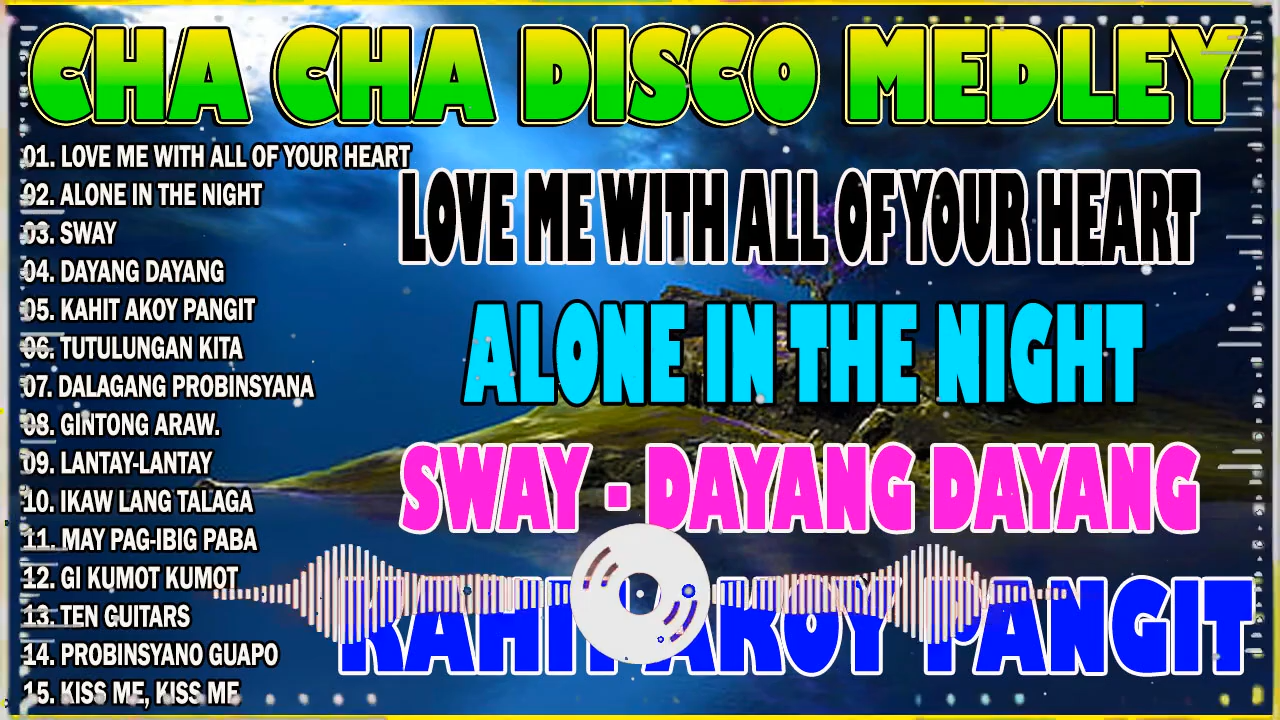 CHA CHA DISCO MEDLEY
01. LOVE ME WITH ALL OF YOUR HEART
02. ALONE IN THE NIGHT
03. SWAY
04. DAYANG DAYANG
05. KAHIT AKOY PANGIT
06. TUTULUNGAN KITA
07. DALAGANG PROBINSYANA
08. GINTONG ARAW.
09. LANTAY-LANTAY
10. IKAW LANG TALAGA
11. MAY PAG-IBIG PABA
12. GI KUMOT KUMOT
13. TEN GUITARS
14. PROBINSYANO GUAPO
15. KISS ME, KISS ME
LOVE ME WITH ALL OF YOUR HEART
ALONE IN THE NIGHT
SWAY - DAYANG DAYANG
KAHIT AKOY PANGIT